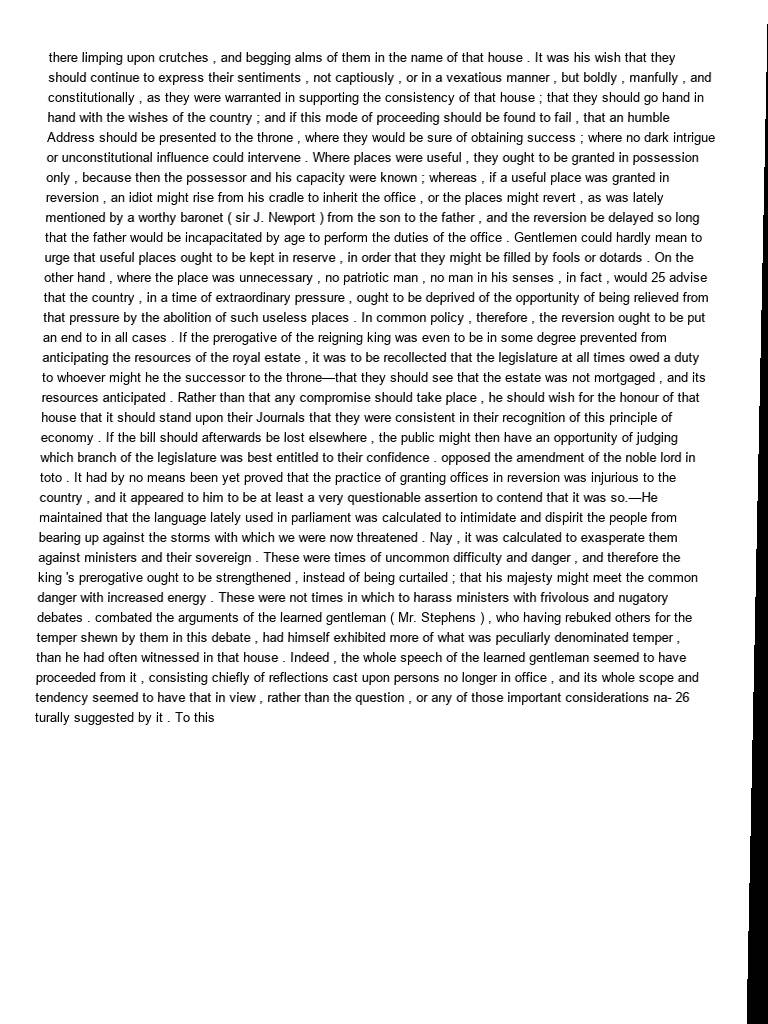 there limping upon crutches , and begging alms of them in the name of that house . It was his wish that they
should continue to express their sentiments , not captiously , or in a vexatious manner , but boldly , manfully , and
constitutionally , as they were warranted in supporting the consistency of that house ; that they should go hand in
hand with the wishes of the country ; and if this mode of proceeding should be found to fail , that an humble
Address should be presented to the throne , where they would be sure of obtaining success ; where no dark intrigue
or unconstitutional influence could intervene . Where places were useful , they ought to be granted in possession
only , because then the possessor and his capacity were known ; whereas , if a useful place was granted in
reversion , an idiot might rise from his cradle to inherit the office , or the places might revert , as was lately
mentioned by a worthy baronet ( sir J. Newport ) from the son to the father , and the reversion be delayed so long
that the father would be incapacitated by age to perform the duties of the office . Gentlemen could hardly mean to
urge that useful places ought to be kept in reserve , in order that they might be filled by fools or dotards . On the
other hand , where the place was unnecessary , no patriotic man , no man in his senses , in fact , would 25 advise
that the country , in a time of extraordinary pressure , ought to be deprived of the opportunity of being relieved from
that pressure by the abolition of such useless places . In common policy , therefore , the reversion ought to be put
an end to in all cases . If the prerogative of the reigning king was even to be in some degree prevented from
anticipating the resources of the royal estate , it was to be recollected that the legislature at all times owed a duty
to whoever might he the successor to the throne—that they should see that the estate was not mortgaged , and its
resources anticipated . Rather than that any compromise should take place , he should wish for the honour of that
house that it should stand upon their Journals that they were consistent in their recognition of this principle of
economy . If the bill should afterwards be lost elsewhere , the public might then have an opportunity of judging
which branch of the legislature was best entitled to their confidence . opposed the amendment of the noble lord in
toto . It had by no means been yet proved that the practice of granting offices in reversion was injurious to the
country , and it appeared to him to be at least a very questionable assertion to contend that it was so.—He
maintained that the language lately used in parliament was calculated to intimidate and dispirit the people from
bearing up against the storms with which we were now threatened . Nay , it was calculated to exasperate them
against ministers and their sovereign . These were times of uncommon difficulty and danger , and therefore the
king 's prerogative ought to be strengthened , instead of being curtailed ; that his majesty might meet the common
danger with increased energy . These were not times in which to harass ministers with frivolous and nugatory
debates . combated the arguments of the learned gentleman ( Mr. Stephens ) , who having rebuked others for the
temper shewn by them in this debate , had himself exhibited more of what was peculiarly denominated temper ,
than he had often witnessed in that house . Indeed , the whole speech of the learned gentleman seemed to have
proceeded from it , consisting chiefly of reflections cast upon persons no longer in office , and its whole scope and
tendency seemed to have that in view , rather than the question , or any of those important considerations na- 26
turally suggested by it . To this